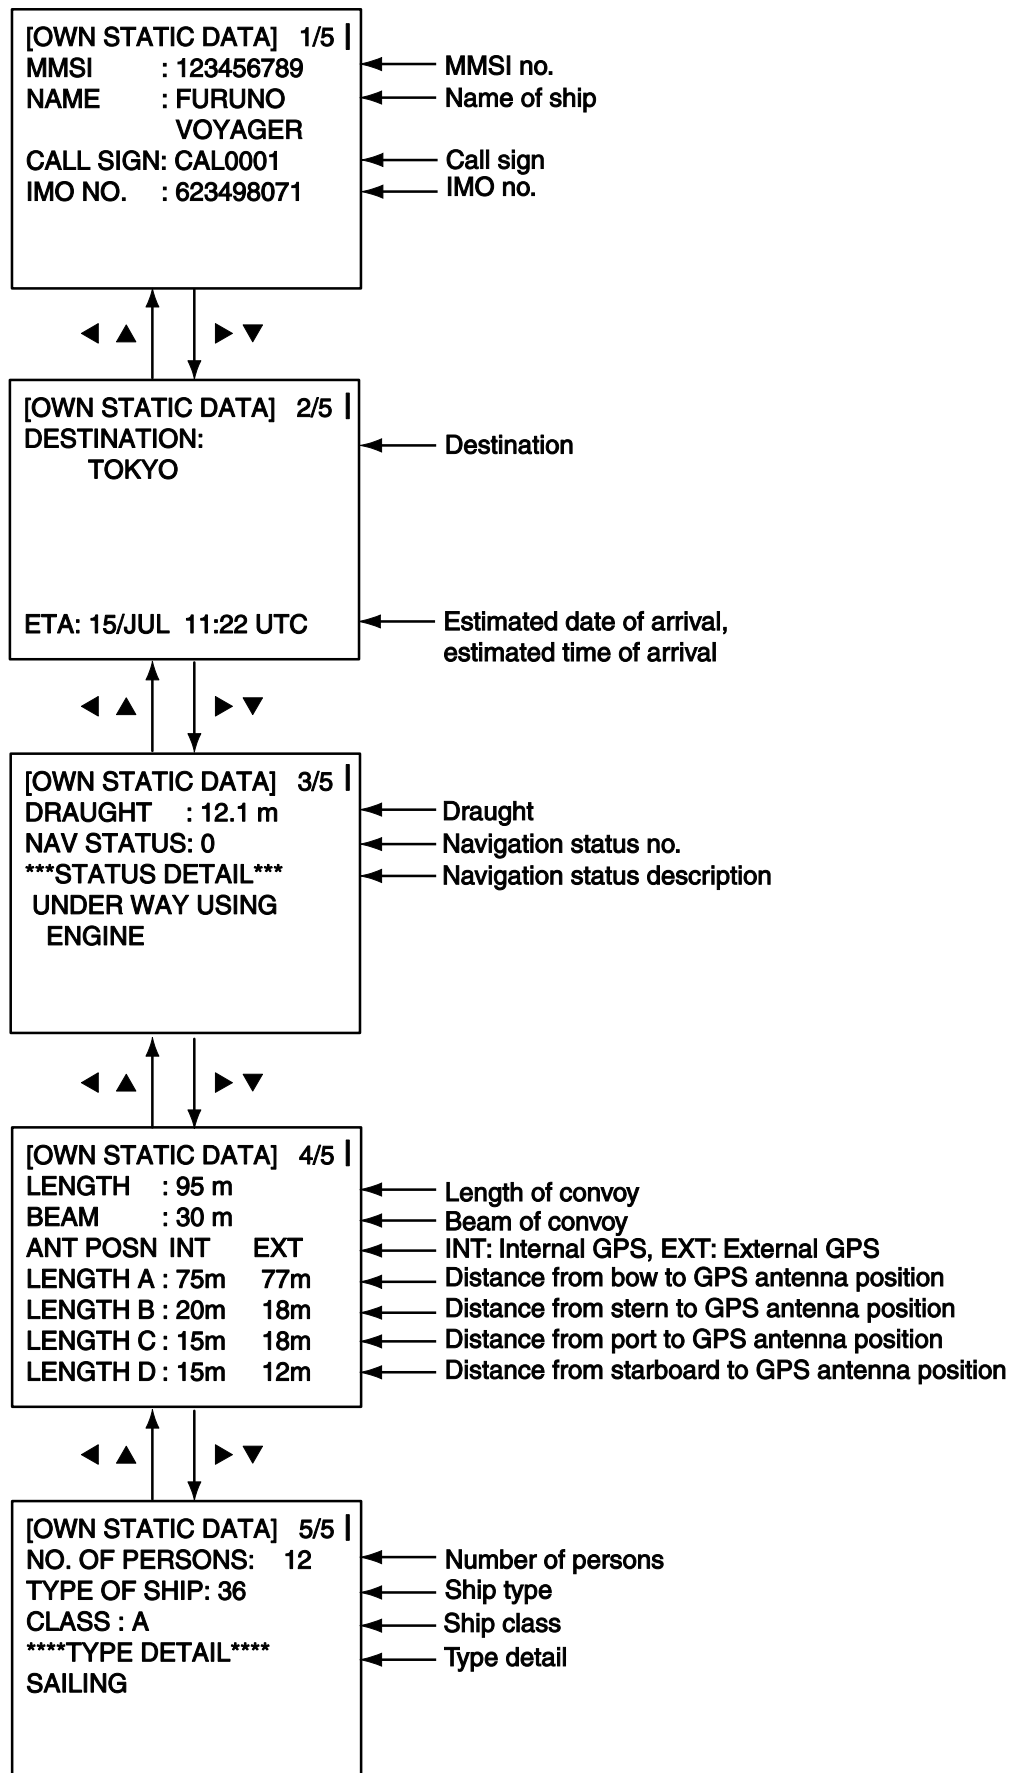 [OWN STATIC DATA] 1/5
MMSI : 123456789
MMSI no.
NAME : FURUNO
Name of ship
VOYAGER
CALL SIGN: CAL0001
Call sign
IMO NO. : 623498071
IMO no.
[OWN STATIC DATA] 2/5
DESTINATION:
Destination
TOKYO
ETA: 15/JUL 11:22 UTC
Estimated date of arrival,
estimated time of arrival
[OWN STATIC DATA] 3/5
DRAUGHT : 12.1 m
Draught
NAV STATUS: 0
Navigation status no.
***STATUS DETAIL***
Navigation status description
UNDER WAY USING
ENGINE
[OWN STATIC DATA] 4/5
LENGTH : 95 m
Length of convoy
BEAM : 30 m
Beam of convoy
ANT POSN INT EXT
INT: Internal GPS, EXT: External GPS
LENGTH A : 75m 77m
Distance from bow to GPS antenna position
LENGTH B : 20m 18m
Distance from stern to GPS antenna position
LENGTH C : 15m 18m
Distance from port to GPS antenna position
LENGTH D : 15m 12m
Distance from starboard to GPS antenna position
[OWN STATIC DATA] 5/5
NO. OF PERSONS: 12
Number of persons
TYPE OF SHIP: 36
Ship type
CLASS : A
Ship class
****TYPE DETAIL****
Type detail
SAILING